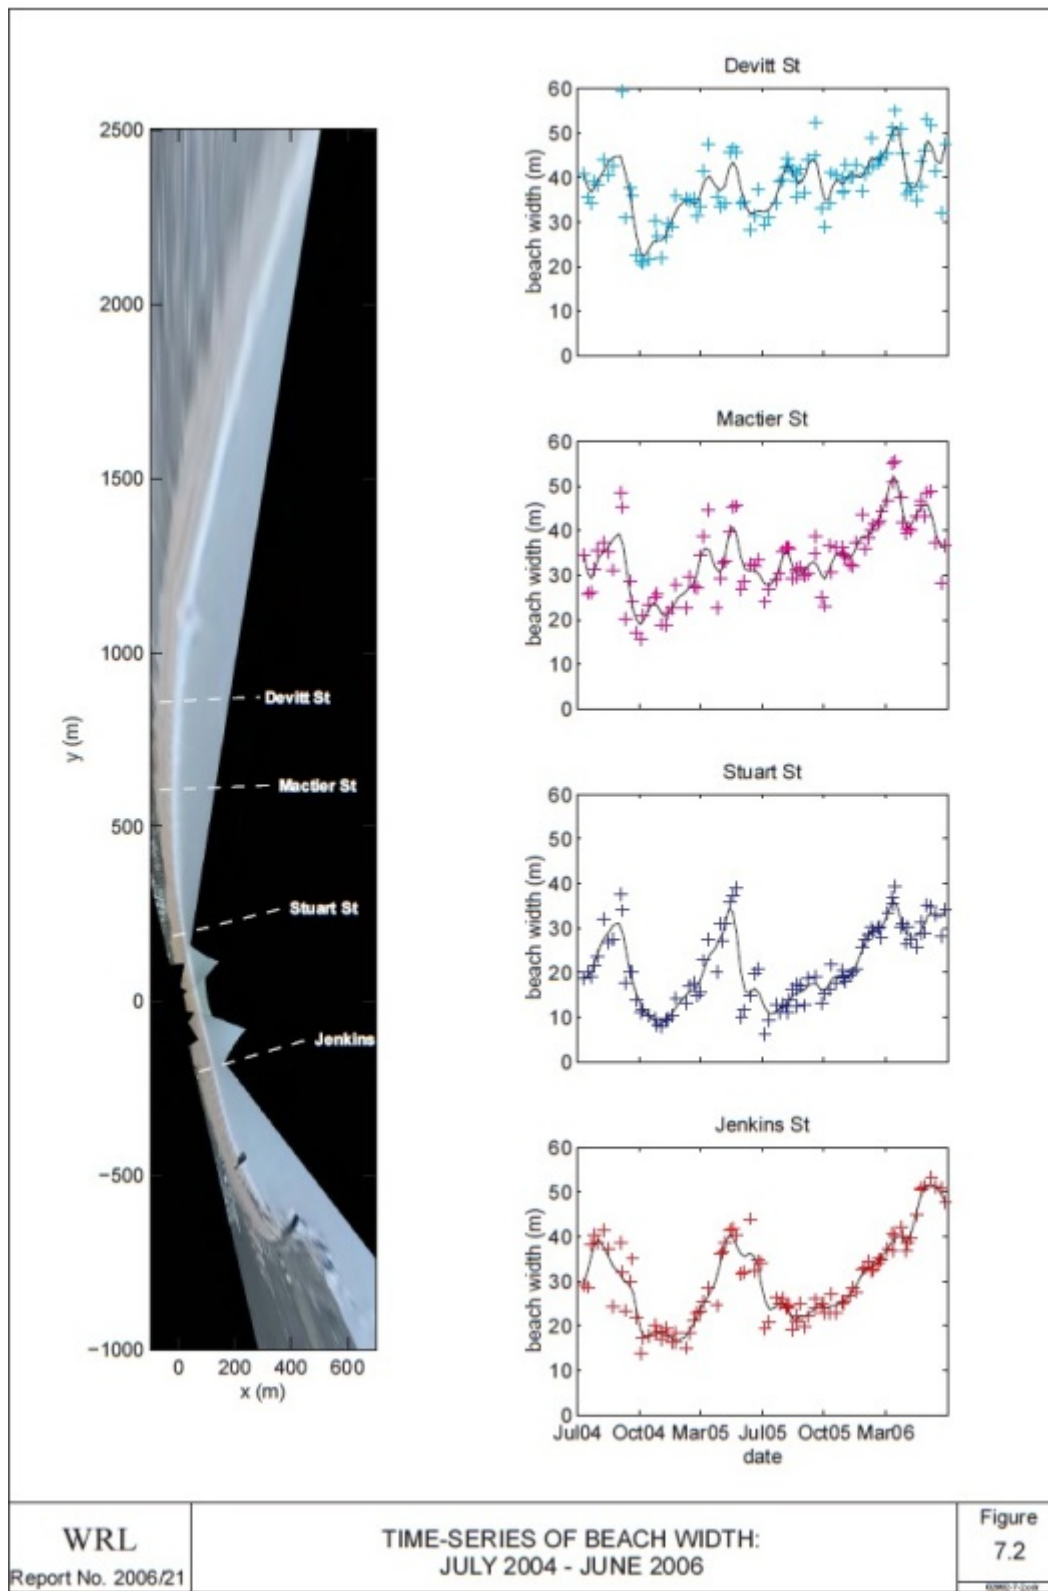 2500
2000
1500
1000
500
0
−500
−1000
y (m)
0 200 400 600
x (m)
Devitt St
Mactier St
Stuart St
Jenkins
Devitt St
60
50
40
30
20
10
0
beach width (m)
Mactier St
60
50
40
30
20
10
0
beach width (m)
Stuart St
60
50
40
30
20
10
0
beach width (m)
Jenkins St
60
50
40
30
20
10
0
beach width (m)
Jul04 Oct04 Mar05 Jul05 Oct05 Mar06
date
WRL
Report No. 2006/21
TIME-SERIES OF BEACH WIDTH:
JULY 2004 - JUNE 2006
Figure
7.2